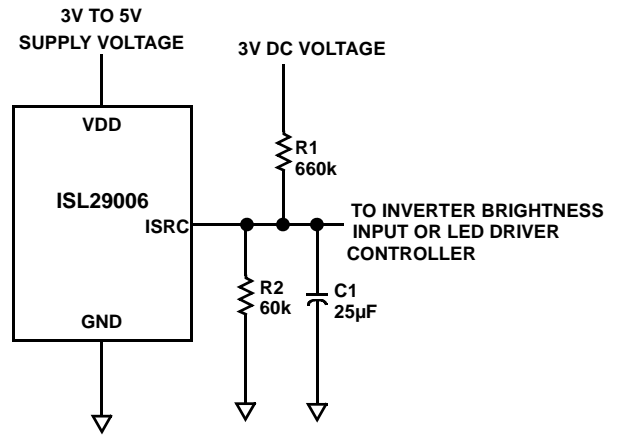 3V TO 5V
SUPPLY VOLTAGE
3V DC VOLTAGE
VDD
R1
660k
ISL29006
ISRC
TO INVERTER BRIGHTNESS
INPUT OR LED DRIVER
CONTROLLER
R2
60k
C1
25µF
GND